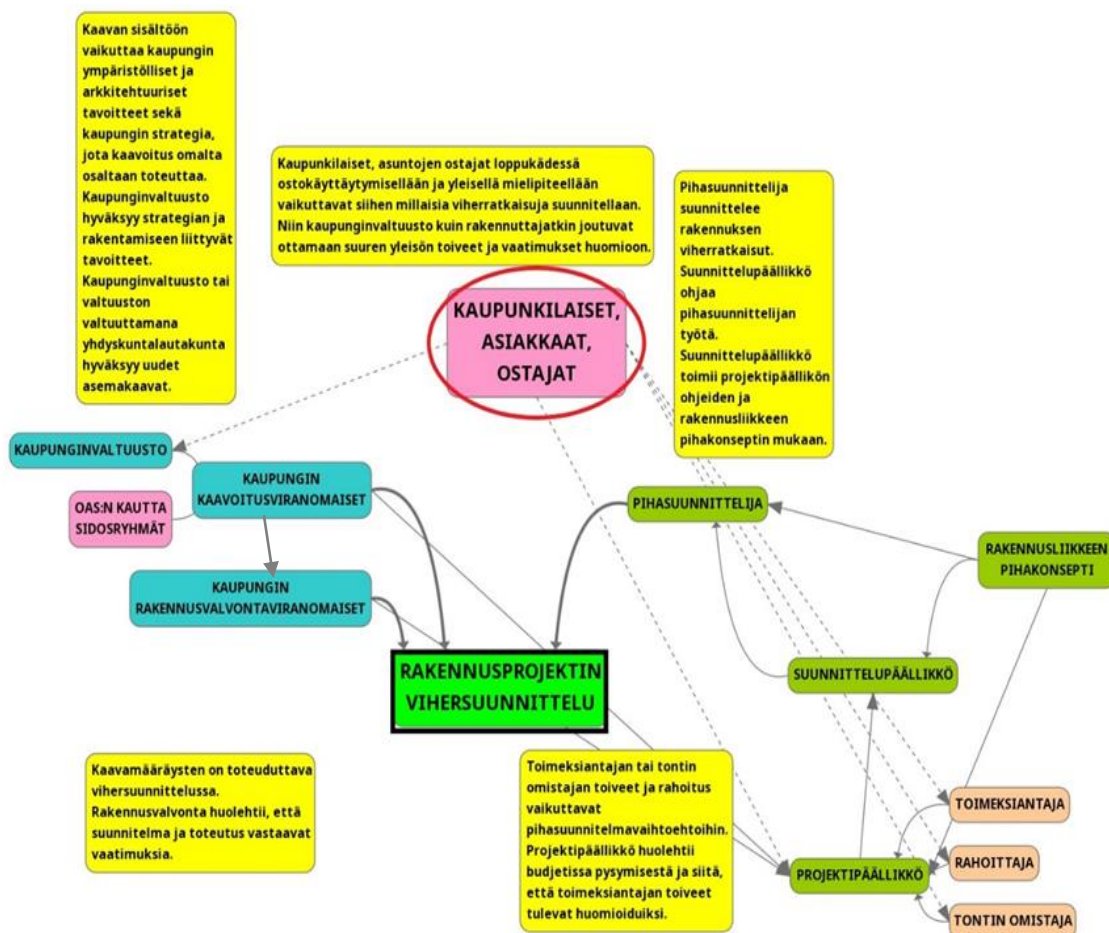 Kaavan sisältöön
vaikuttaa kaupungin
ympäristölliset ja
arkkitehtuuriset
tavoitteet sekä
kaupungin strategia,
jota kaavoitus omalta
osaltaan toteuttaa.
Kaupunginvaltuusto
hyväksyy strategian ja
rakentamiseen liittyvät
tavoitteet.
Kaupunginvaltuusto tai
valtuuston
valtuuttamana
yhdyskuntalautakunta
hyväksyy uudet
asemakaavat.
Kaupunkilaiset, asuntojen ostajat loppukädessä
ostokäyttäytymisellään ja yleisellä mielipiteellään
vaikuttavat siihen millaisia viherratkaisuja suunnitellaan.
Niin kaupunginvaltuusto kuin rakennuttajatkin joutuvat
ottamaan suuren yleisön toiveet ja vaatimukset huomioon.
Pihasuunnittelija
suunnittelee
rakennuksen
viherratkaisut.
Suunnittelupäällikkö
ohjaa
pihasuunnittelijan
työtä.
Suunnittelupäällikkö
toimii projektipäällikön
ohjeiden ja
rakennusliikkeen
pihakonseptin mukaan.
KAUPUNKILAISET,
ASIAKKAAT,
OSTAJAT
KAUPUNGINVALTUUSTO
KAUPUNGIN
KAAVOITUSVIRANOMAISET
OAS:N KAUTTA
SIDOSRYHMÄT
PIHASUUNNITTELIJA
RAKENNUSLIIKKEEN
PIHAKONSEPTI
KAUPUNGIN
RAKENNUSVALVONTAVIRANOMAISET
RAKENNUSPROJEKTIN
VIHERSUUNNITTELU
SUUNNITTELUPÄÄLLIKKÖ
Kaavamääräysten on toteuduttava
vihersuunnittelussa.
Rakennusvalvonta huolehtii, että
suunnitelma ja toteutus vastaavat
vaatimuksia.
Toimeksiantajan tai tontin
omistajan toiveet ja rahoitus
vaikuttavat
pihasuunnitelmavaihtoehtoihin.
Projektipäällikkö huolehtii
budjetissa pysymisestä ja siitä,
että toimeksiantajan toiveet
tulevat huomioiduiksi.
TOIMEKSIANTAJA
RAHOITTAJA
PROJEKTIPÄÄLLIKKÖ
TONTIN OMISTAJA